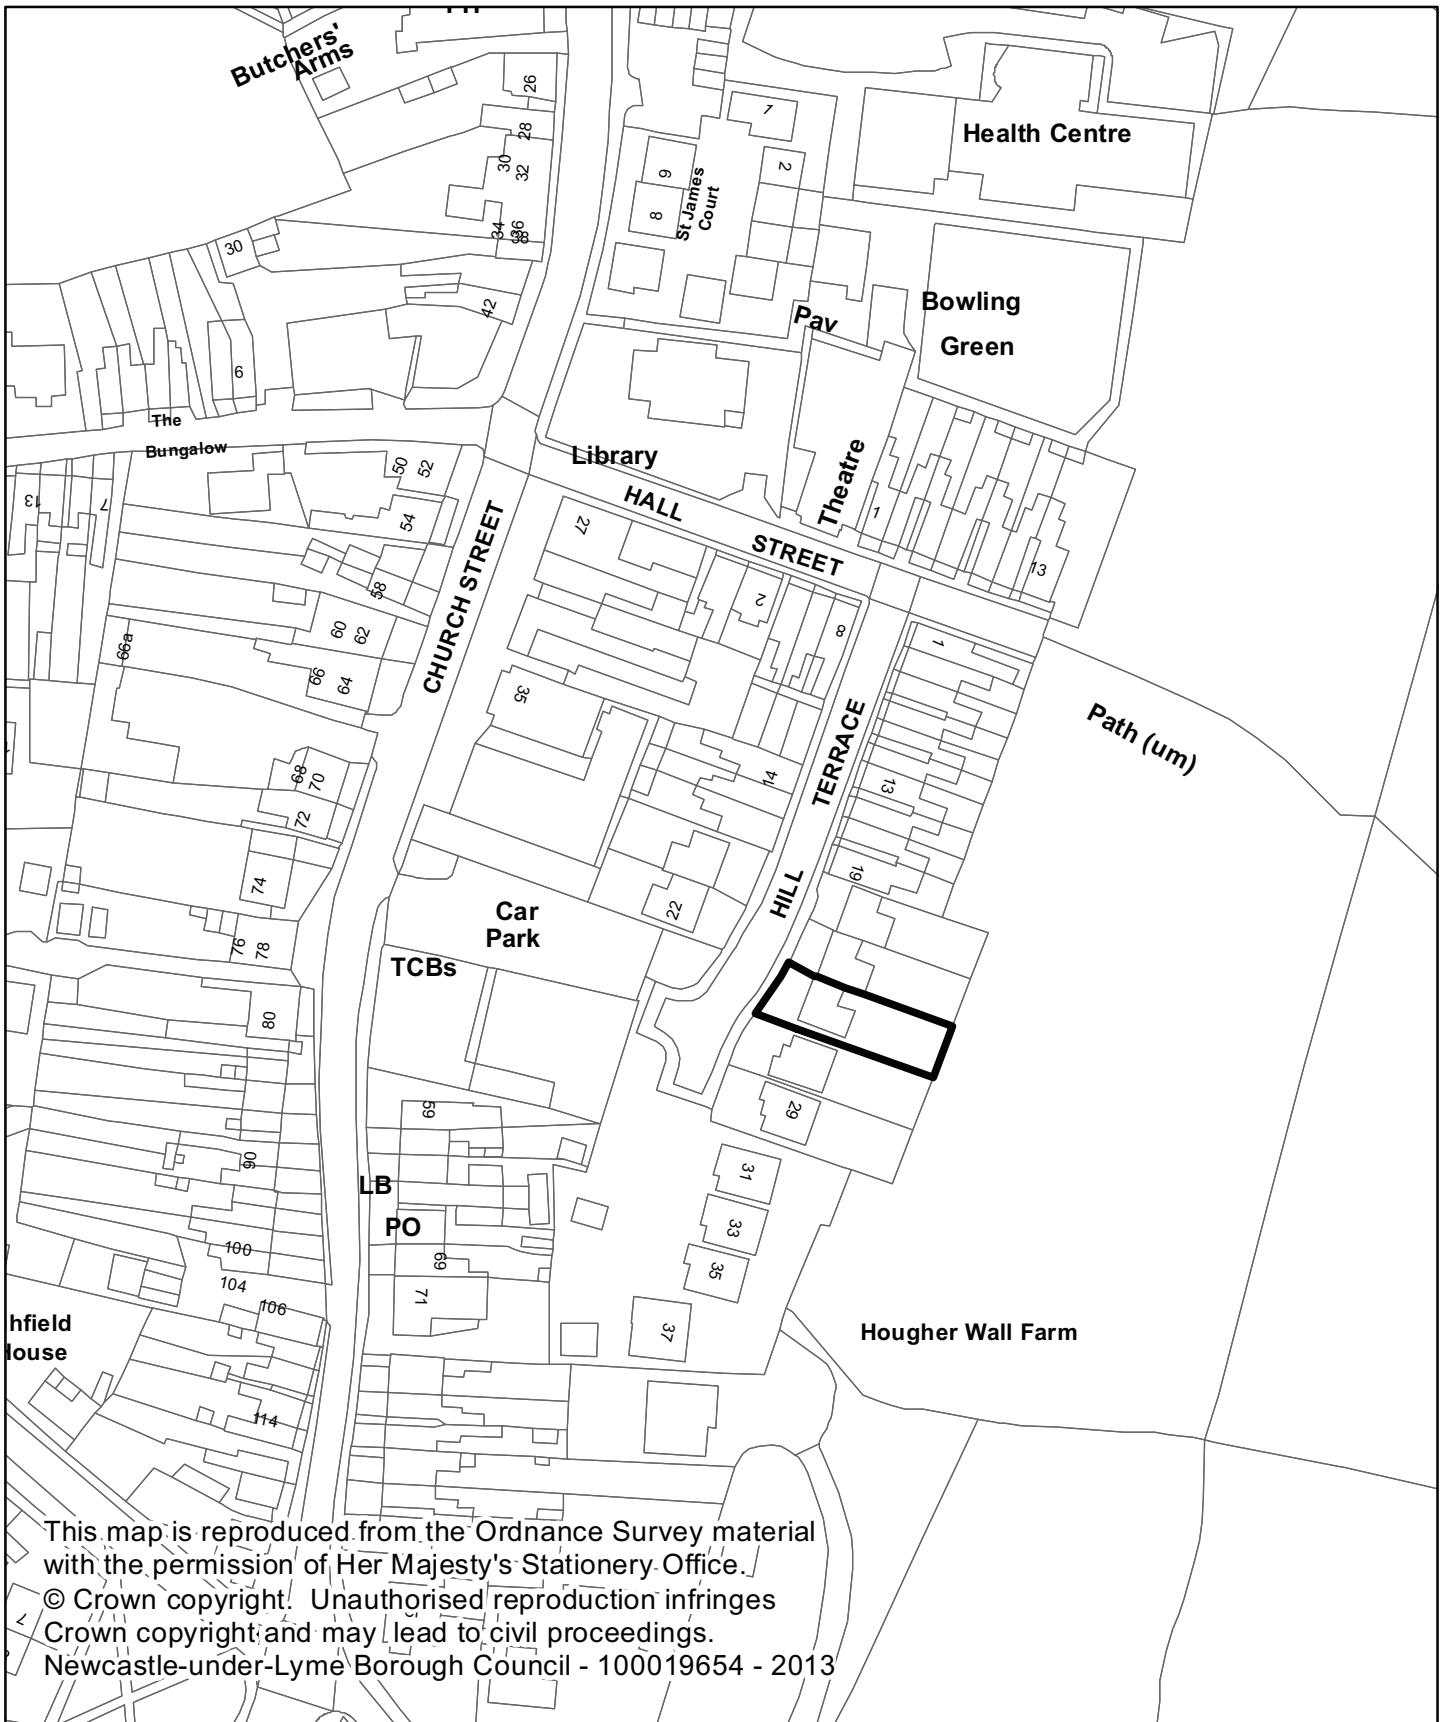 Butchers'
Arms
26
28
30
32
34
36
38
42
30
6
1
2
9
8
St James
Court
Health Centre
Bowling
Green
Pav
The
Bungalow
Library
Theatre
HALL
STREET
1
13
50
52
54
58
13
7
27
2
8
1
CHURCH STREET
60
62
66a
66
64
35
68
70
72
74
76
78
80
14
22
13
19
HILL
TERRACE
Path (um)
Car
Park
TCBs
59
LB
PO
69
71
90
100
104
106
114
29
31
33
35
37
hfield
House
Hougher Wall Farm
7
This map is reproduced from the Ordnance Survey material
with the permission of Her Majesty's Stationery Office.
© Crown copyright. Unauthorised reproduction infringes
Crown copyright and may lead to civil proceedings.
Newcastle-under-Lyme Borough Council - 100019654 - 2013